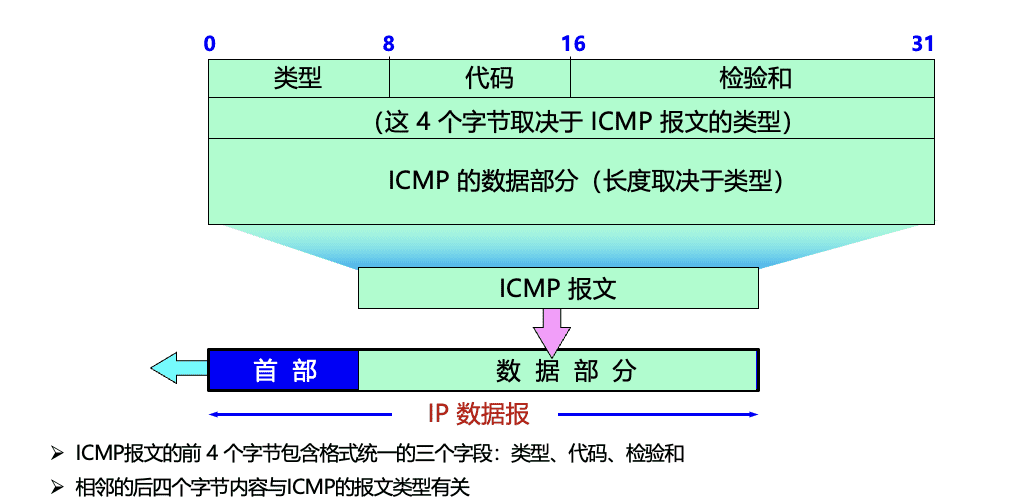 0 8 16 31
类型 代码 检验和
（这 4 个字节取决于 ICMP 报文的类型）
ICMP 的数据部分（长度取决于类型）
ICMP 报文
首 部 数 据 部 分
IP 数据报
➢ ICMP报文的前 4 个字节包含格式统一的三个字段：类型、代码、检验和
➢ 相邻的后四个字节内容与ICMP的报文类型有关